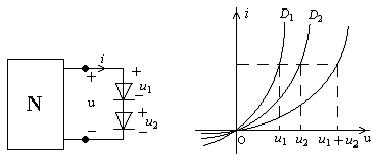 N
i
+
u
−
+
u₁
−
+
u₂
−
i
D₁
D₂
O
u₁
u₂
u₁+u₂
u